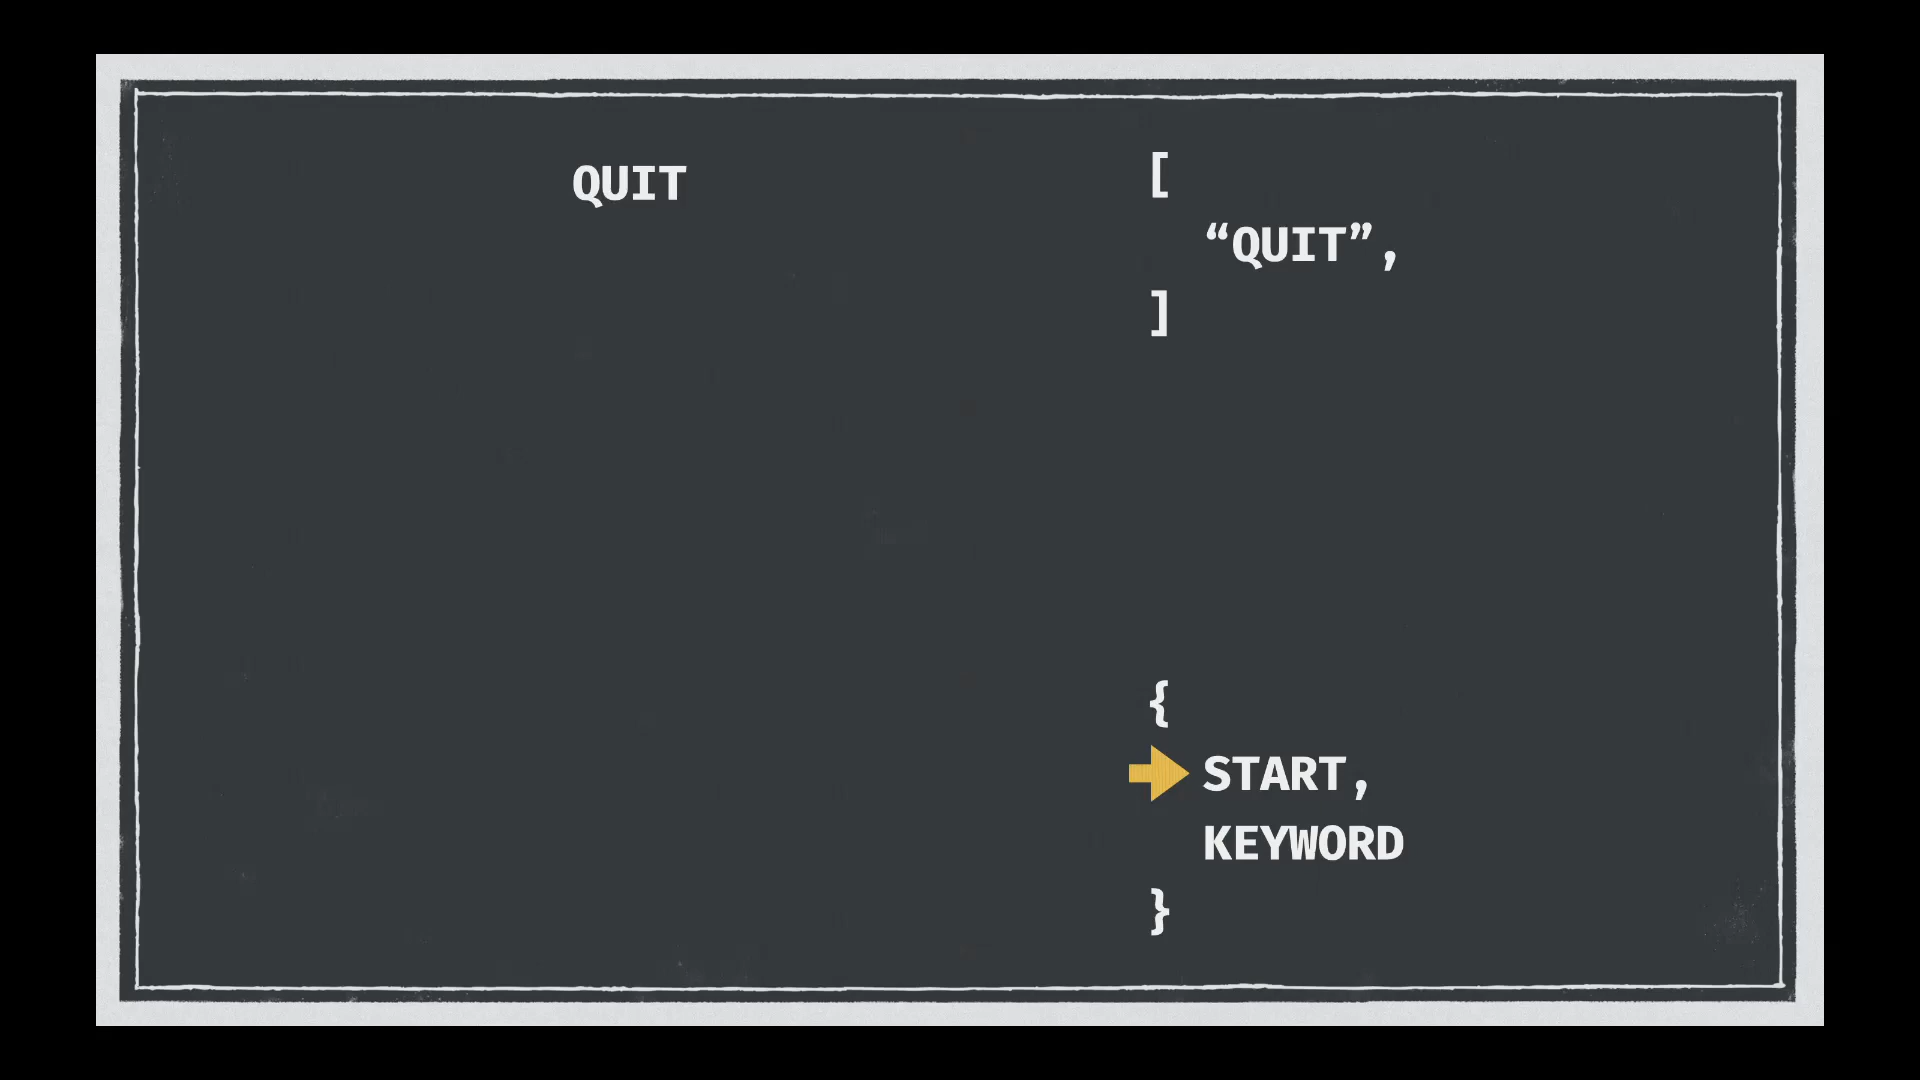 QUIT
[
“QUIT”,
]
{
START,
KEYWORD
}